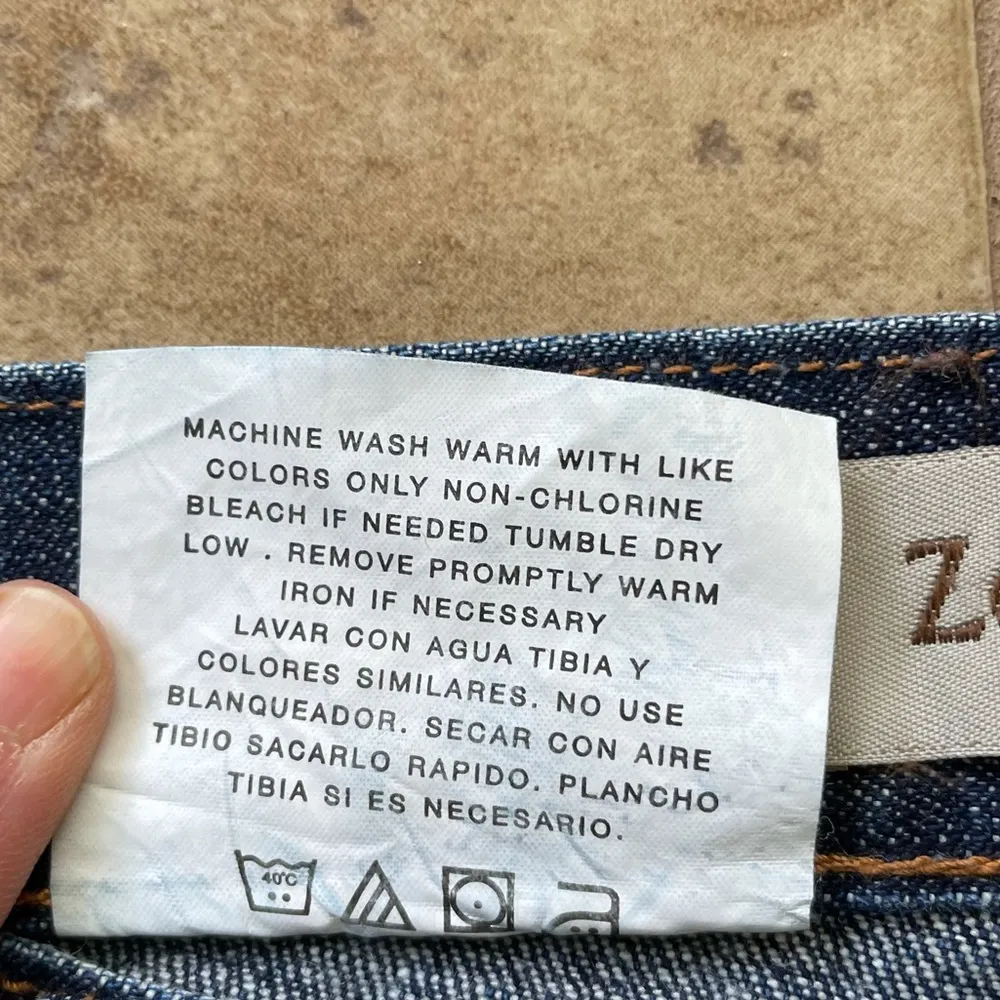 MACHINE WASH WARM WITH LIKE
COLORS ONLY NON-CHLORINE
BLEACH IF NEEDED TUMBLE DRY
LOW . REMOVE PROMPTLY WARM
IRON IF NECESSARY
LAVAR CON AGUA TIBIA Y
COLORES SIMILARES. NO USE
BLANQUEADOR. SECAR CON AIRE
TIBIO SACARLO RAPIDO. PLANCHO
TIBIA SI ES NECESARIO.
40°C